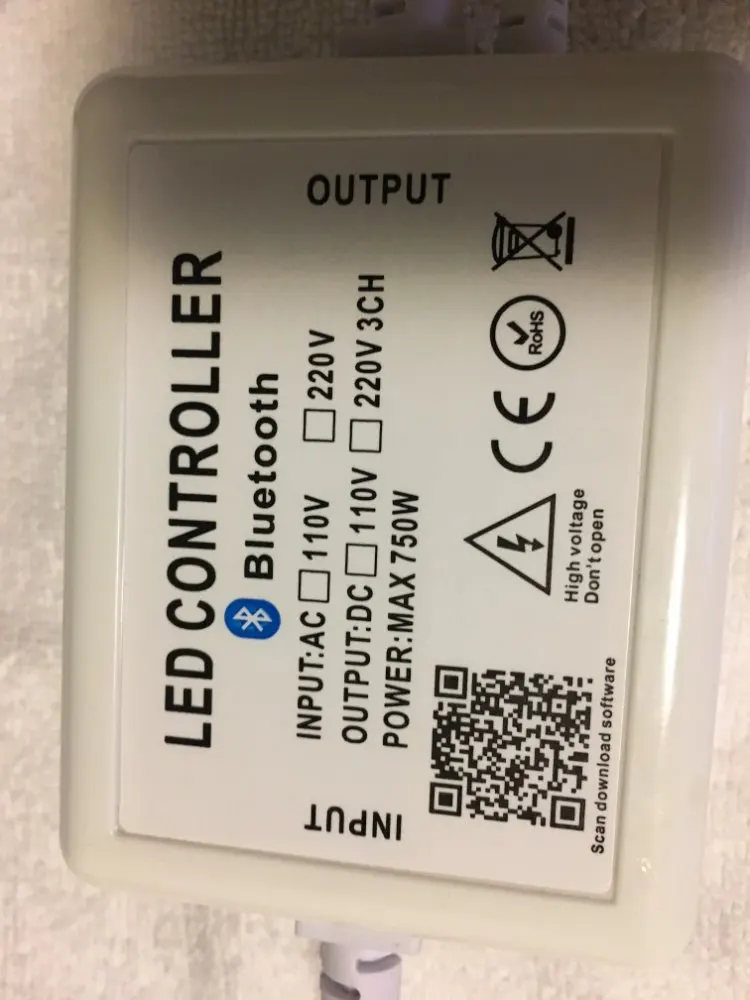 LED CONTROLLER
Bluetooth
INPUT
OUTPUT
INPUT:AC□110V □220V
OUTPUT:DC□110V □220V 3CH
POWER:MAX 750W
CE
RoHS
High voltage
Don't open
Scan download software